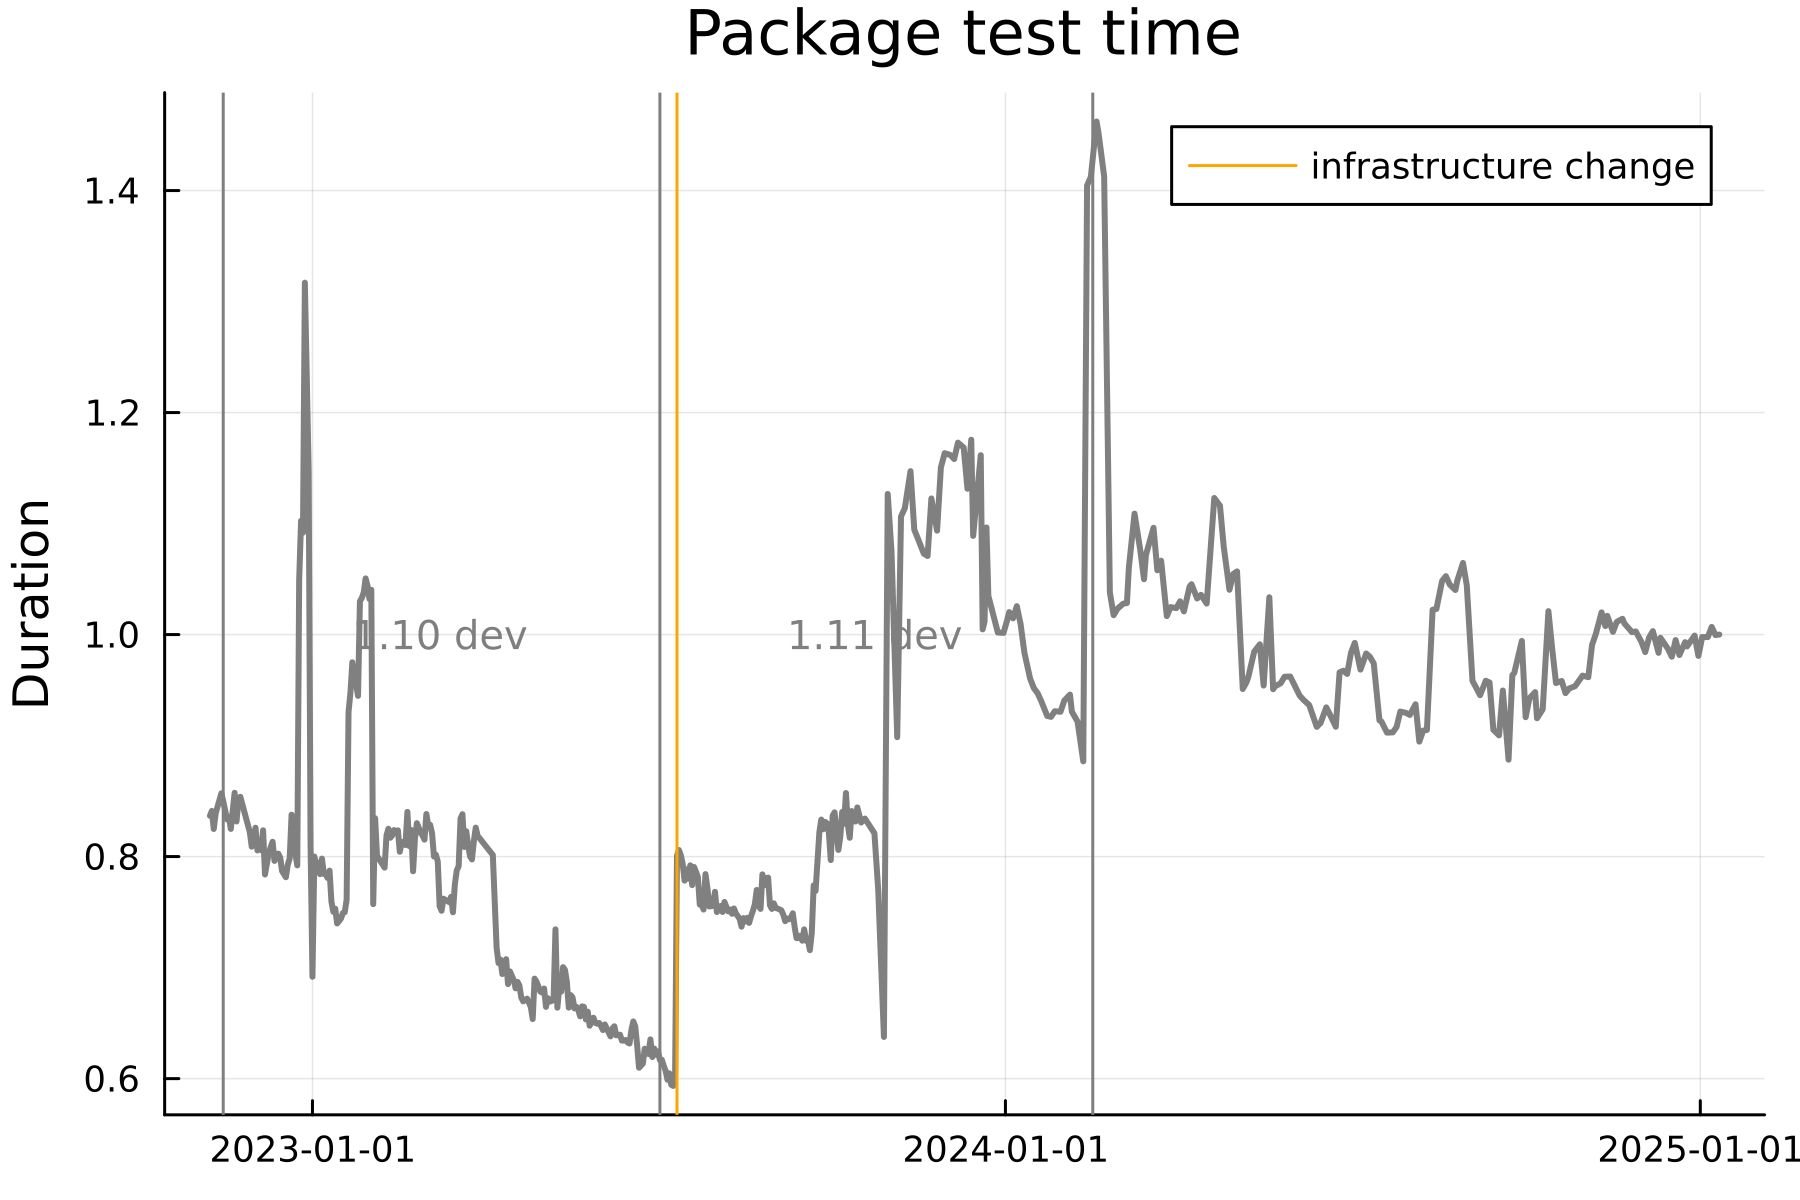 Package test time
infrastructure change
Duration
1.4
1.2
1.0
0.8
0.6
1.10 dev
1.11 dev
2023-01-01
2024-01-01
2025-01-01